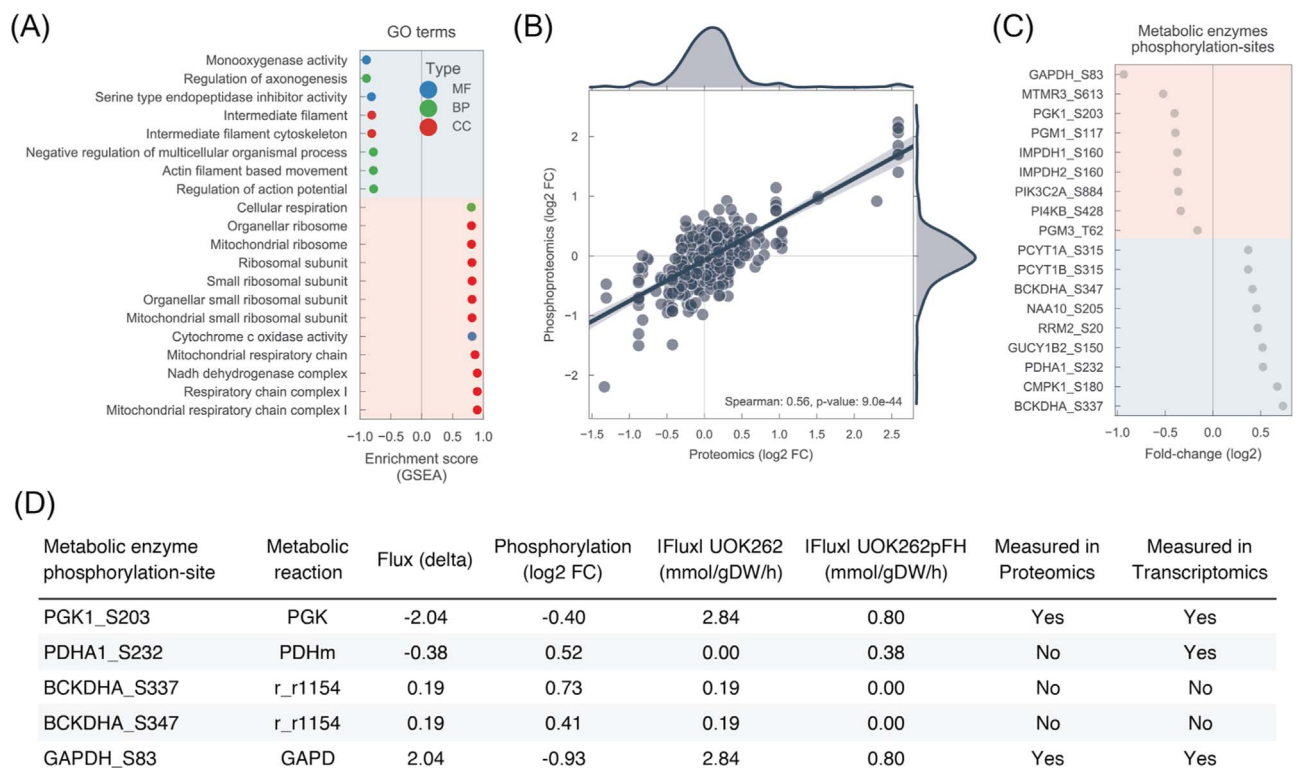 (A)
GO terms
Monooxygenase activity
Regulation of axonogenesis
Serine type endopeptidase inhibitor activity
Intermediate filament
Intermediate filament cytoskeleton
Negative regulation of multicellular organismal process
Actin filament based movement
Regulation of action potential
Cellular respiration
Organellar ribosome
Mitochondrial ribosome
Ribosomal subunit
Small ribosomal subunit
Organellar small ribosomal subunit
Mitochondrial small ribosomal subunit
Cytochrome c oxidase activity
Mitochondrial respiratory chain
Nadh dehydrogenase complex
Respiratory chain complex I
Mitochondrial respiratory chain complex I
Type
MF
BP
CC
−1.0 −0.5 0.0 0.5 1.0
Enrichment score
(GSEA)
(B)
Phosphoproteomics (log2 FC)
2
1
0
−1
−2
Spearman: 0.56, p-value: 9.0e-44
−1.5 −1.0 −0.5 0.0 0.5 1.0 1.5 2.0 2.5
Proteomics (log2 FC)
(C)
Metabolic enzymes
phosphorylation-sites
GAPDH_S83
MTMR3_S613
PGK1_S203
PGM1_S117
IMPDH1_S160
IMPDH2_S160
PIK3C2A_S884
PI4KB_S428
PGM3_T62
PCYT1A_S315
PCYT1B_S315
BCKDHA_S347
NAA10_S205
RRM2_S20
GUCY1B2_S150
PDHA1_S232
CMPK1_S180
BCKDHA_S337
−1.0 −0.5 0.0 0.5
Fold-change (log2)
(D)
Metabolic enzyme Metabolic Flux (delta) Phosphorylation |Flux| UOK262 |Flux| UOK262pFH Measured in Measured in
phosphorylation-site reaction (log2 FC) (mmol/gDW/h) (mmol/gDW/h) Proteomics Transcriptomics
PGK1_S203 PGK -2.04 -0.40 2.84 0.80 Yes Yes
PDHA1_S232 PDHm -0.38 0.52 0.00 0.38 No Yes
BCKDHA_S337 r_r1154 0.19 0.73 0.19 0.00 No No
BCKDHA_S347 r_r1154 0.19 0.41 0.19 0.00 No No
GAPDH_S83 GAPD 2.04 -0.93 2.84 0.80 Yes Yes